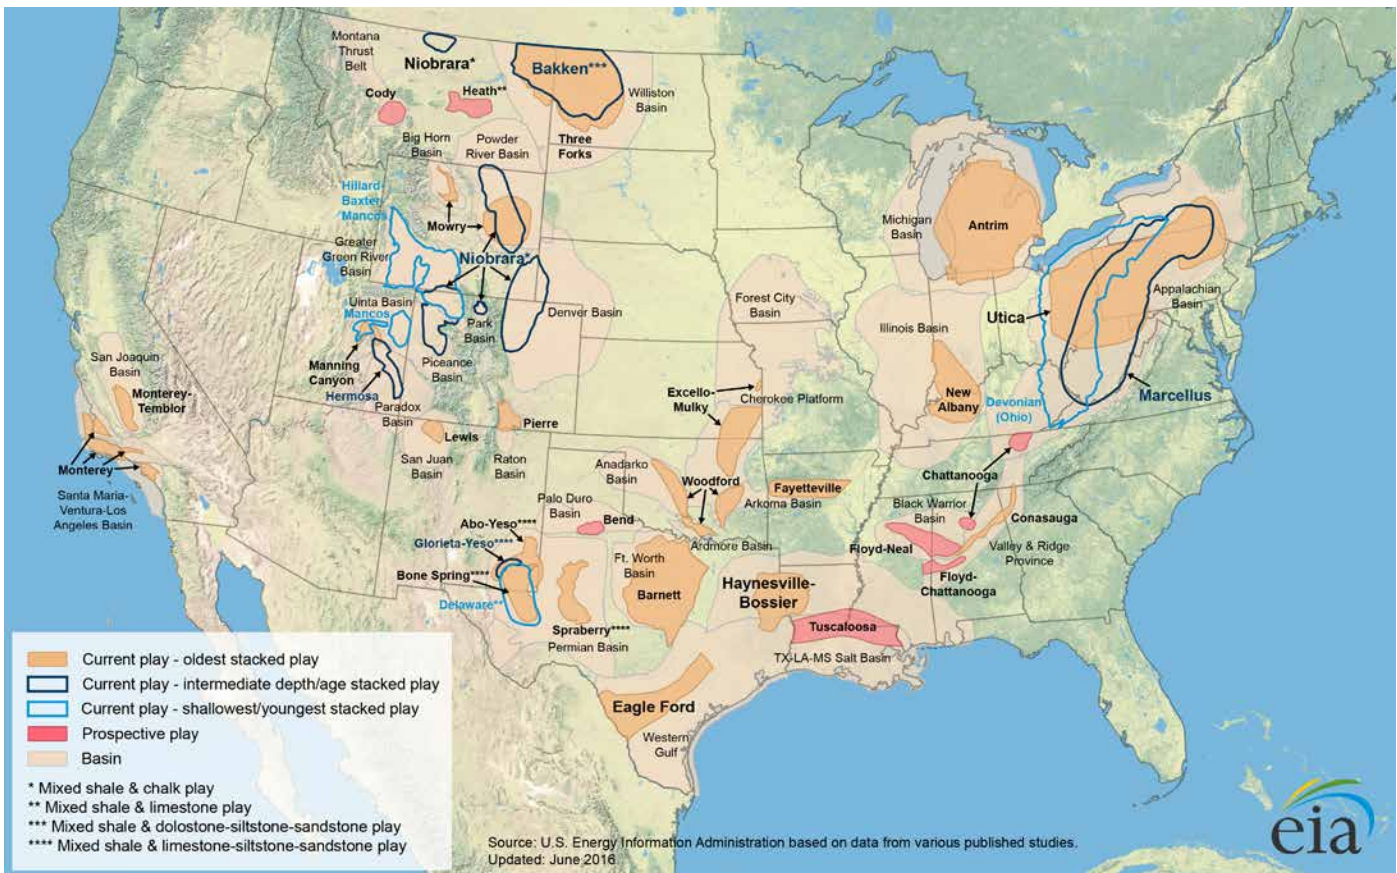 Montana
Thrust
Belt
Niobrara*
Bakken***
Cody
Heath**
Williston
Basin
Big Horn
Basin
Powder
River Basin
Three
Forks
Hillard-
Baxter-
Mancos
Mowry
Greater
Green River
Basin
Niobrara*
Michigan
Basin
Antrim
Uinta Basin
Mancos
Park
Basin
Denver Basin
Forest City
Basin
Illinois Basin
Utica
Appalachian
Basin
San Joaquin
Basin
Manning
Canyon
Hermosa
Piceance
Basin
Monterey-
Temblor
Paradox
Basin
Excello-
Mulky
Cherokee Platform
New
Albany
Devonian
(Ohio)
Marcellus
Pierre
Lewis
San Juan
Basin
Raton
Basin
Monterey
Santa Maria-
Ventura-Los
Angeles Basin
Anadarko
Basin
Woodford
Fayetteville
Arkoma Basin
Chattanooga
Palo Duro
Basin
Bend
Black Warrior
Basin
Conasauga
Abo-Yeso****
Glorieta-Yeso****
Ardmore Basin
Floyd-Neal
Valley & Ridge
Province
Bone Spring****
Ft. Worth
Basin
Barnett
Haynesville-
Bossier
Floyd-
Chattanooga
Delaware**
Spraberry****
Permian Basin
Tuscaloosa
TX-LA-MS Salt Basin
Eagle Ford
Western
Gulf
Current play - oldest stacked play
Current play - intermediate depth/age stacked play
Current play - shallowest/youngest stacked play
Prospective play
Basin
* Mixed shale & chalk play
** Mixed shale & limestone play
*** Mixed shale & dolostone-siltstone-sandstone play
**** Mixed shale & limestone-siltstone-sandstone play
Source: U.S. Energy Information Administration based on data from various published studies.
Updated: June 2016
eia